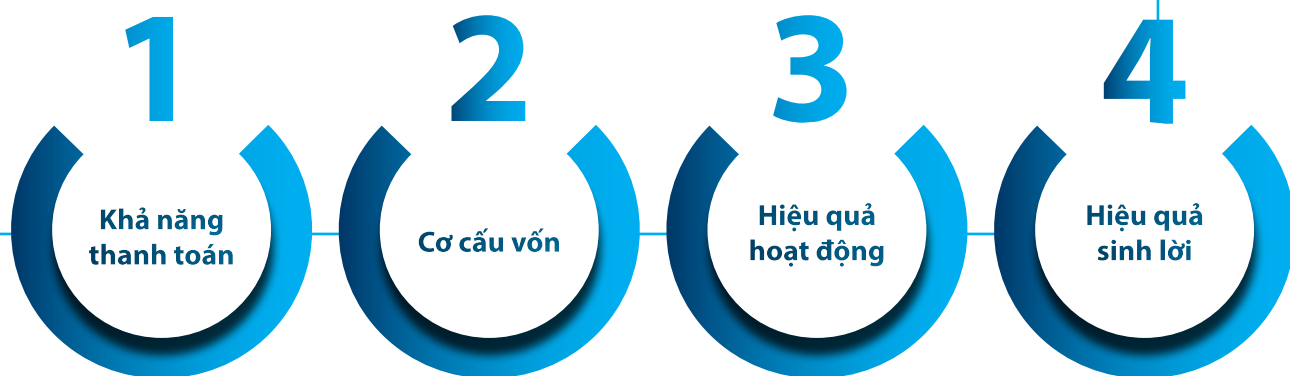 1
Khả năng
thanh toán
2
Cơ cấu vốn
3
Hiệu quả
hoạt động
4
Hiệu quả
sinh lời